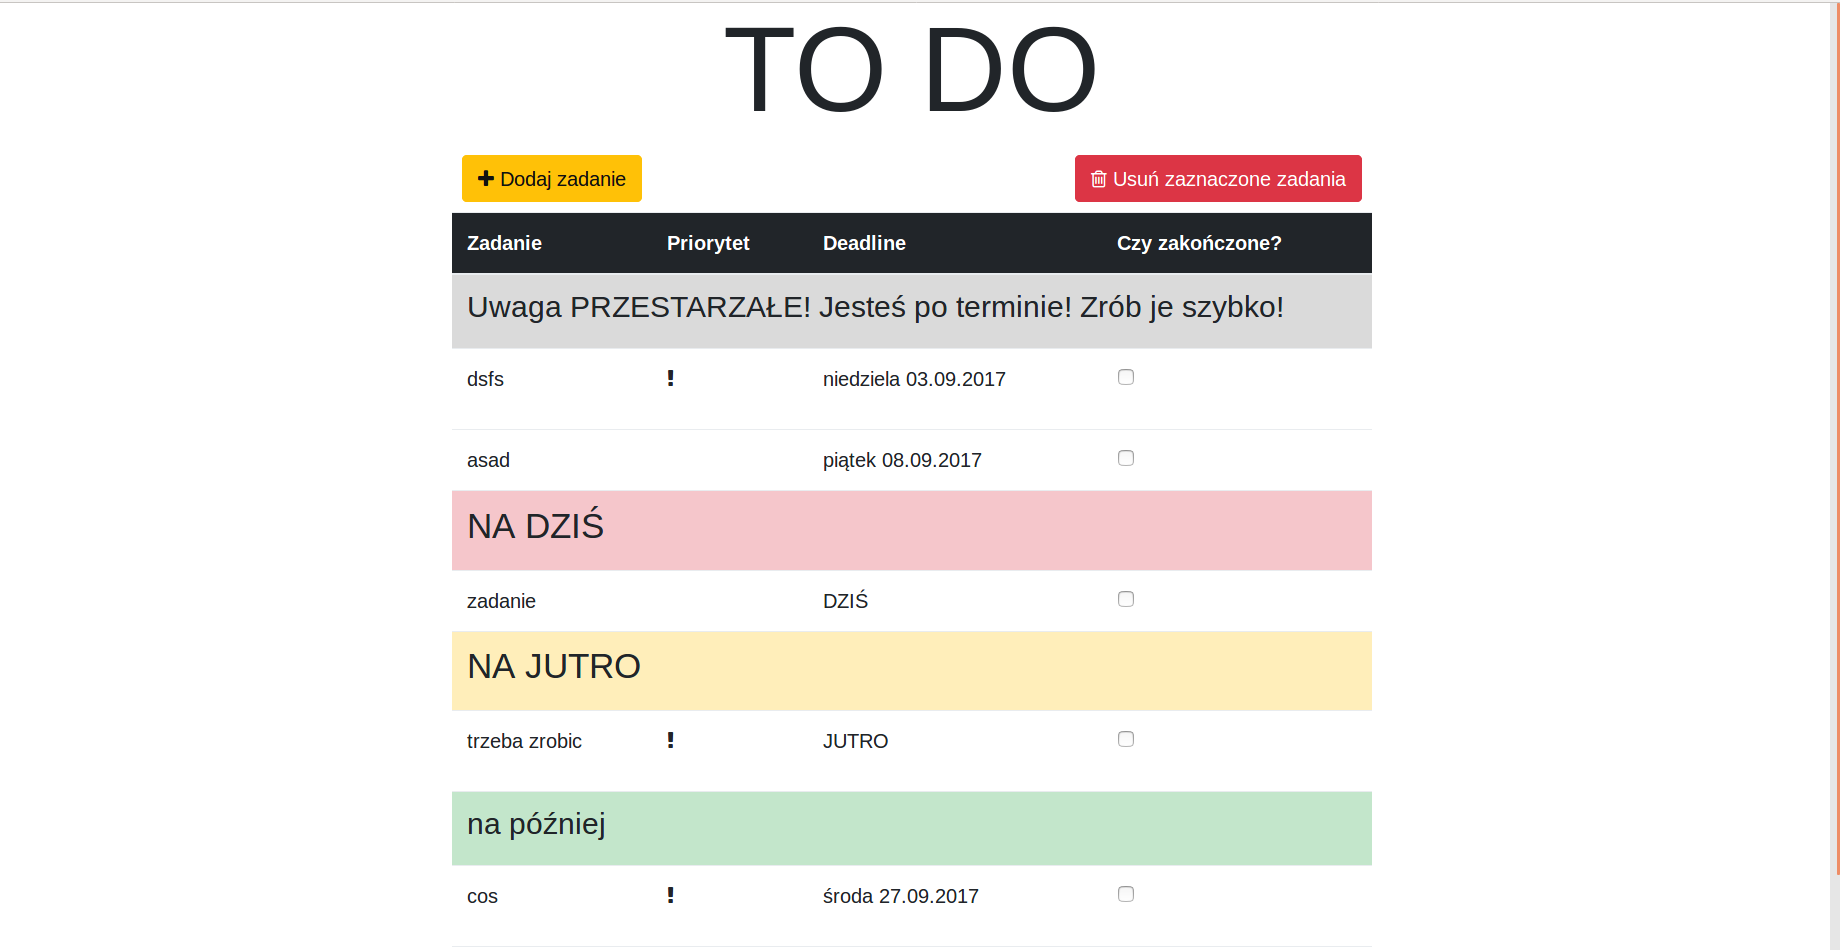 TO DO
Dodaj zadanie
Usuń zaznaczone zadania
Zadanie Priorytet Deadline Czy zakończone?
Uwaga PRZESTARZAŁE! Jesteś po terminie! Zrób je szybko!
dsfs ! niedziela 03.09.2017
asad piątek 08.09.2017
NA DZIŚ
zadanie DZIŚ
NA JUTRO
trzeba zrobic ! JUTRO
na później
cos ! środa 27.09.2017